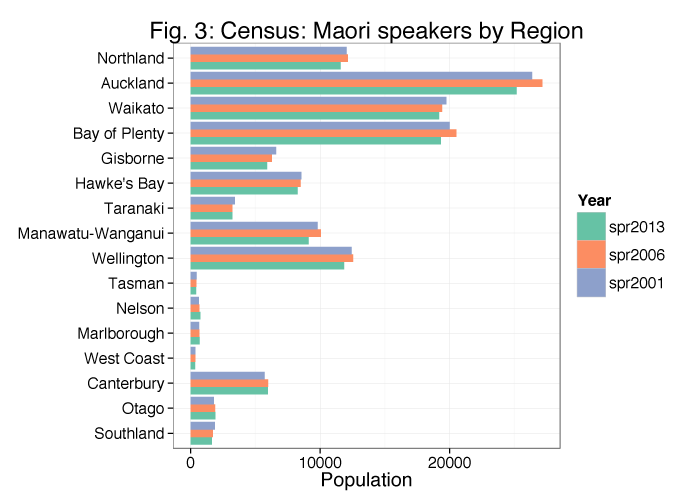 Fig. 3: Census: Maori speakers by Region
Northland
Auckland
Waikato
Bay of Plenty
Gisborne
Hawke's Bay
Taranaki
Manawatu-Wanganui
Wellington
Tasman
Nelson
Marlborough
West Coast
Canterbury
Otago
Southland
0 10000 20000
Population
Year
spr2013
spr2006
spr2001